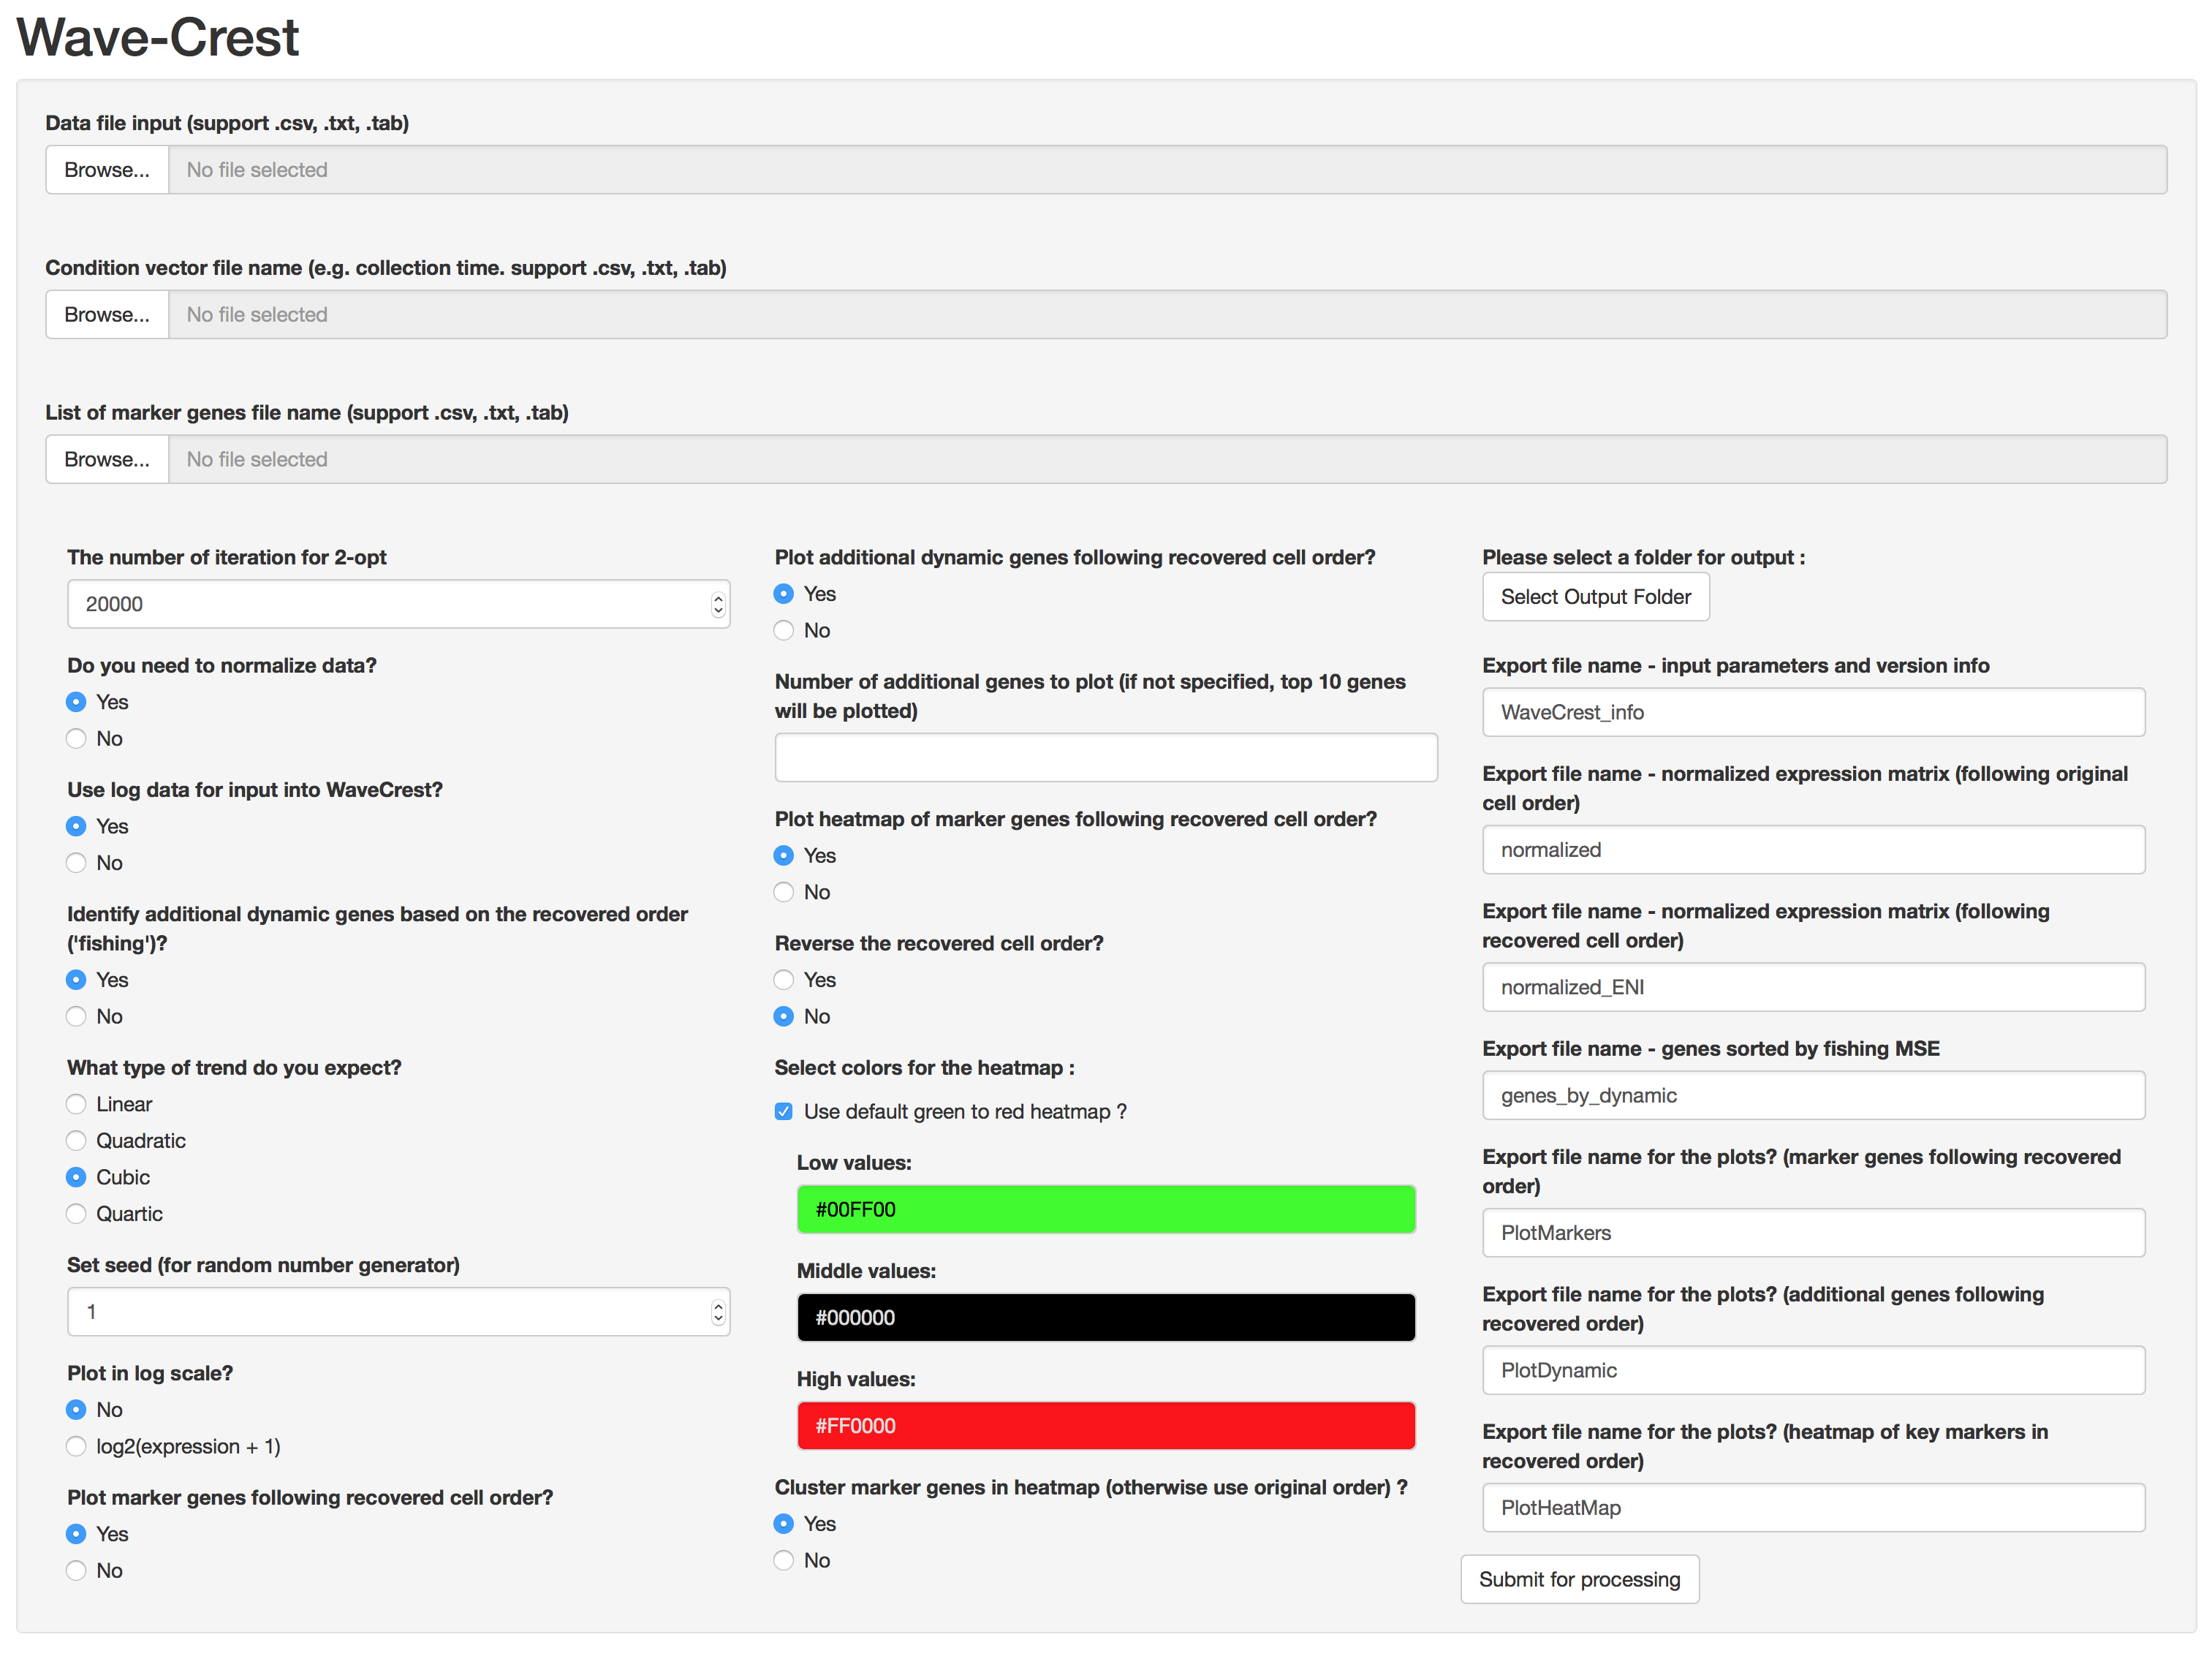 Wave-Crest
Data file input (support .csv, .txt, .tab)
Browse... No file selected
Condition vector file name (e.g. collection time. support .csv, .txt, .tab)
Browse... No file selected
List of marker genes file name (support .csv, .txt, .tab)
Browse... No file selected
The number of iteration for 2-opt
20000
Do you need to normalize data?
Yes
No
Use log data for input into WaveCrest?
Yes
No
Identify additional dynamic genes based on the recovered order
('fishing')?
Yes
No
What type of trend do you expect?
Linear
Quadratic
Cubic
Quartic
Set seed (for random number generator)
1
Plot in log scale?
No
log2(expression + 1)
Plot marker genes following recovered cell order?
Yes
No
Plot additional dynamic genes following recovered cell order?
Yes
No
Number of additional genes to plot (if not specified, top 10 genes
will be plotted)
Plot heatmap of marker genes following recovered cell order?
Yes
No
Reverse the recovered cell order?
Yes
No
Select colors for the heatmap :
Use default green to red heatmap ?
Low values:
#00FF00
Middle values:
#000000
High values:
#FF0000
Cluster marker genes in heatmap (otherwise use original order) ?
Yes
No
Please select a folder for output :
Select Output Folder
Export file name - input parameters and version info
WaveCrest_info
Export file name - normalized expression matrix (following original
cell order)
normalized
Export file name - normalized expression matrix (following
recovered cell order)
normalized_ENI
Export file name - genes sorted by fishing MSE
genes_by_dynamic
Export file name for the plots? (marker genes following recovered
order)
PlotMarkers
Export file name for the plots? (additional genes following
recovered order)
PlotDynamic
Export file name for the plots? (heatmap of key markers in
recovered order)
PlotHeatMap
Submit for processing